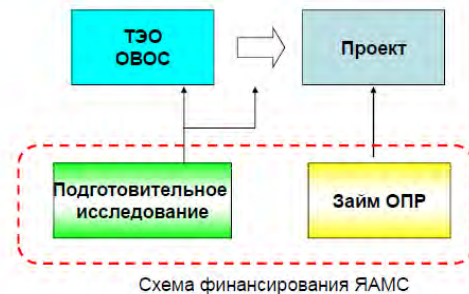 ТЭО
ОВОС
Проект
Подготовительное
исследование
Займ ОПР
Схема финансирования ЯАМС